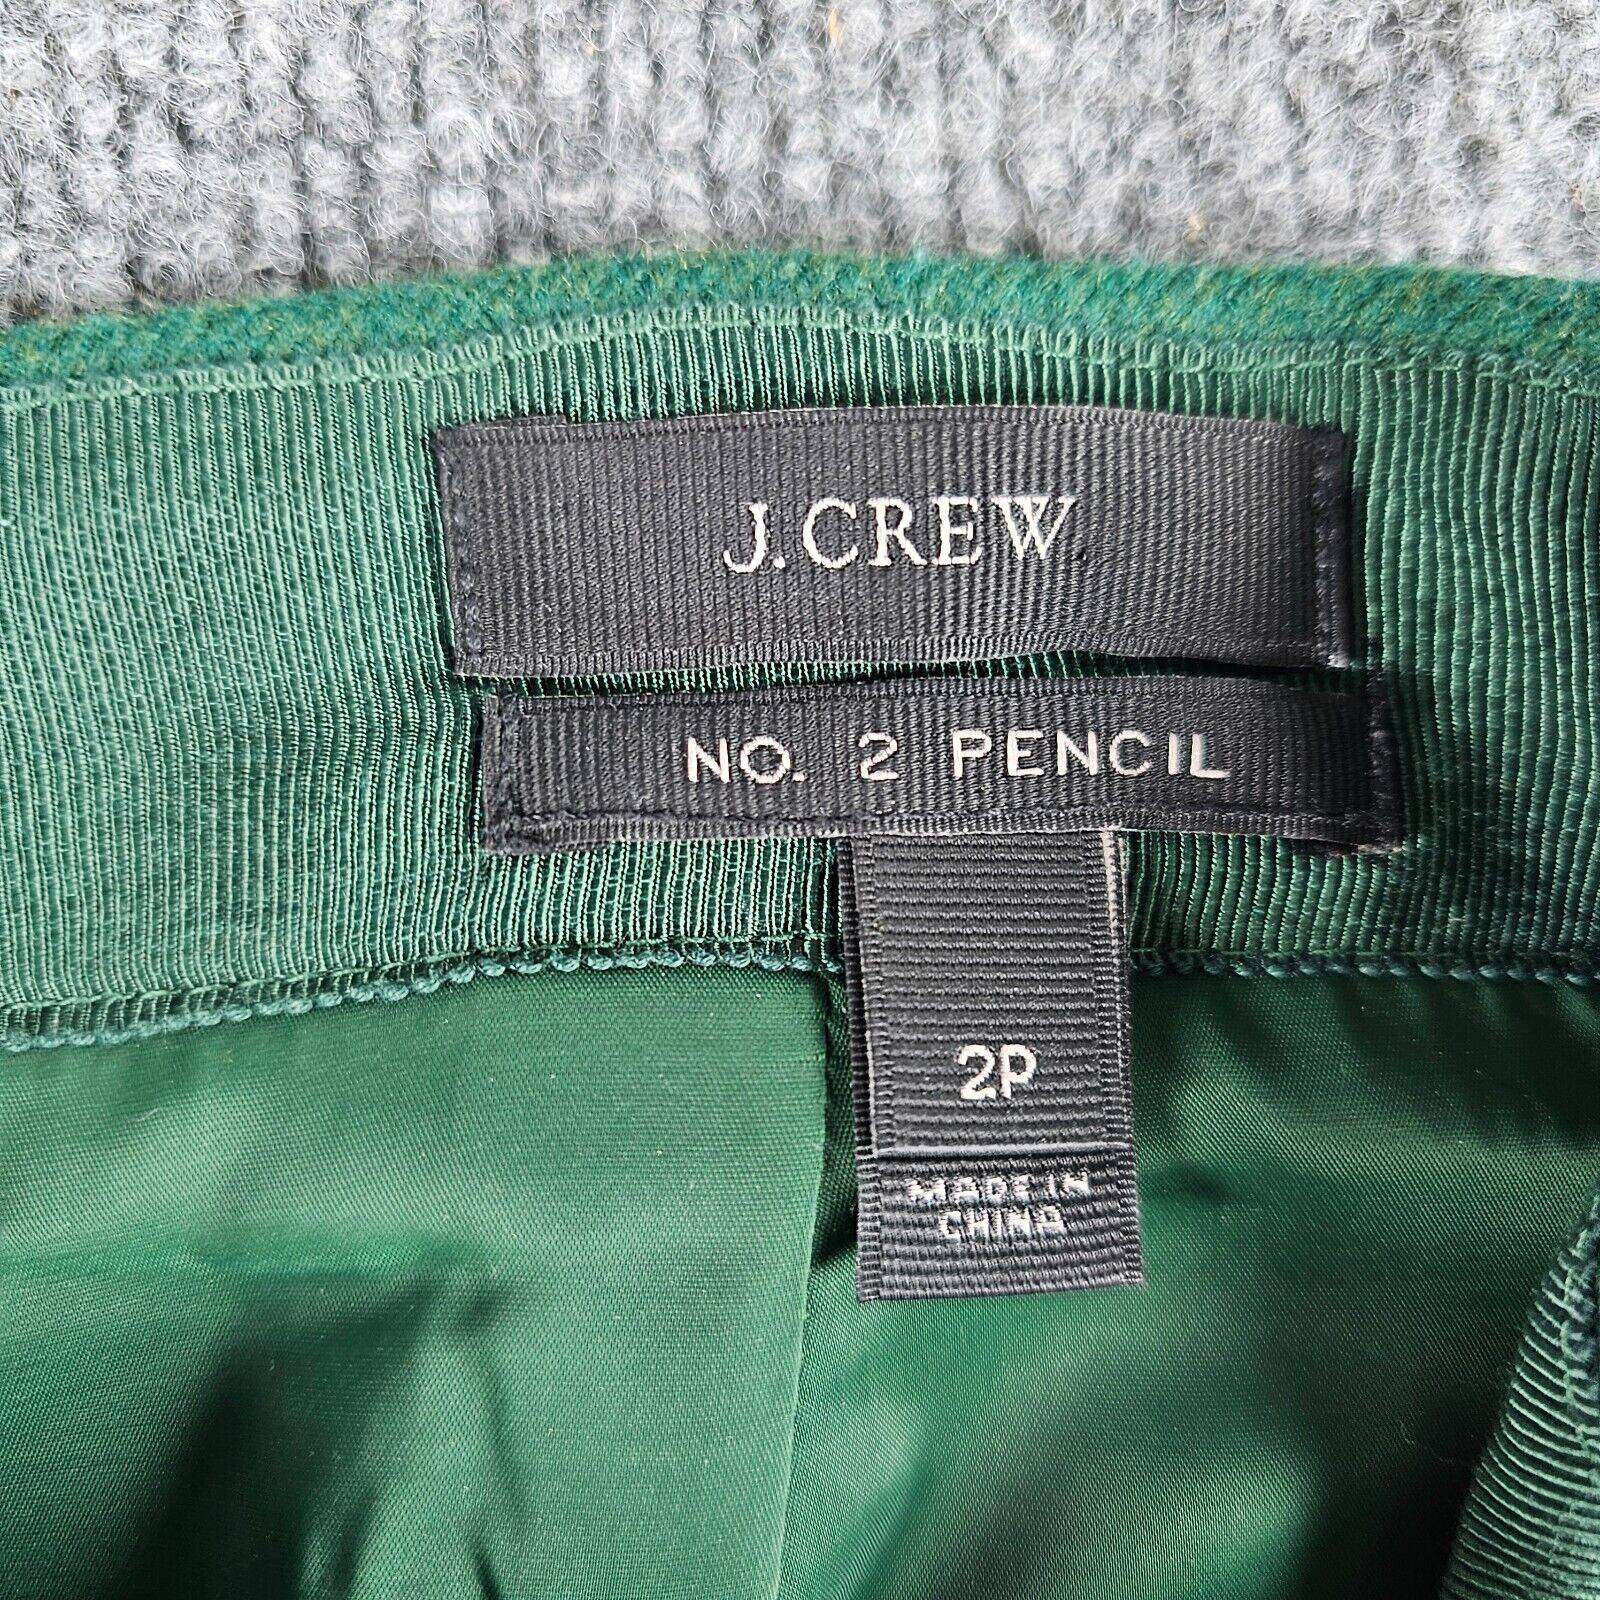 J.CREW
NO. 2 PENCIL
2P
MADE IN
CHINA